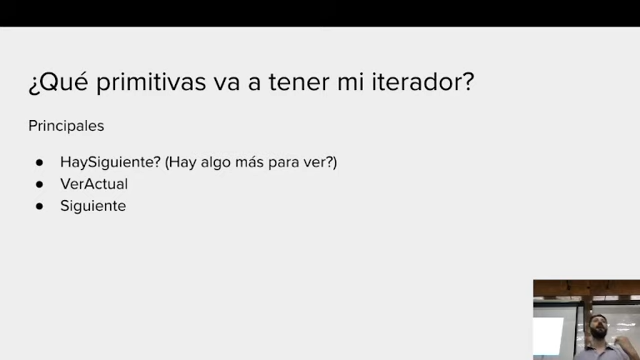 ¿Qué primitivas va a tener mi iterador?
Principales
● HaySiguiente? (Hay algo más para ver?)
● VerActual
● Siguiente